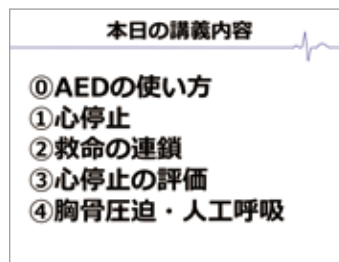 本日の講義内容
⓪AEDの使い方
①心停止
②救命の連鎖
③心停止の評価
④胸骨圧迫・人工呼吸